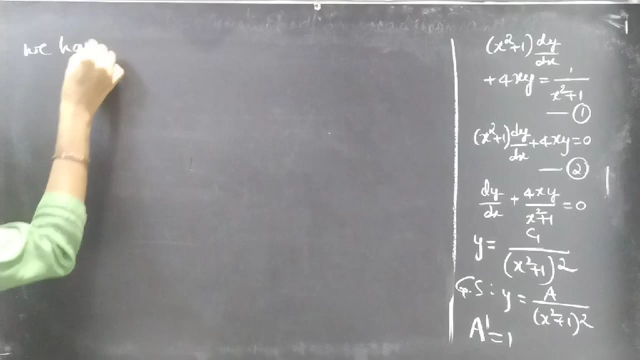 we ha
(x²+1) dy/dx
+ 4xy = 1/(x²+1)
— ①
(x²+1) dy/dx + 4xy = 0
— ②
dy/dx + 4xy/(x²+1) = 0
y = C₁/(x²+1)²
G.S : y = A/(x²+1)²
A' = 1